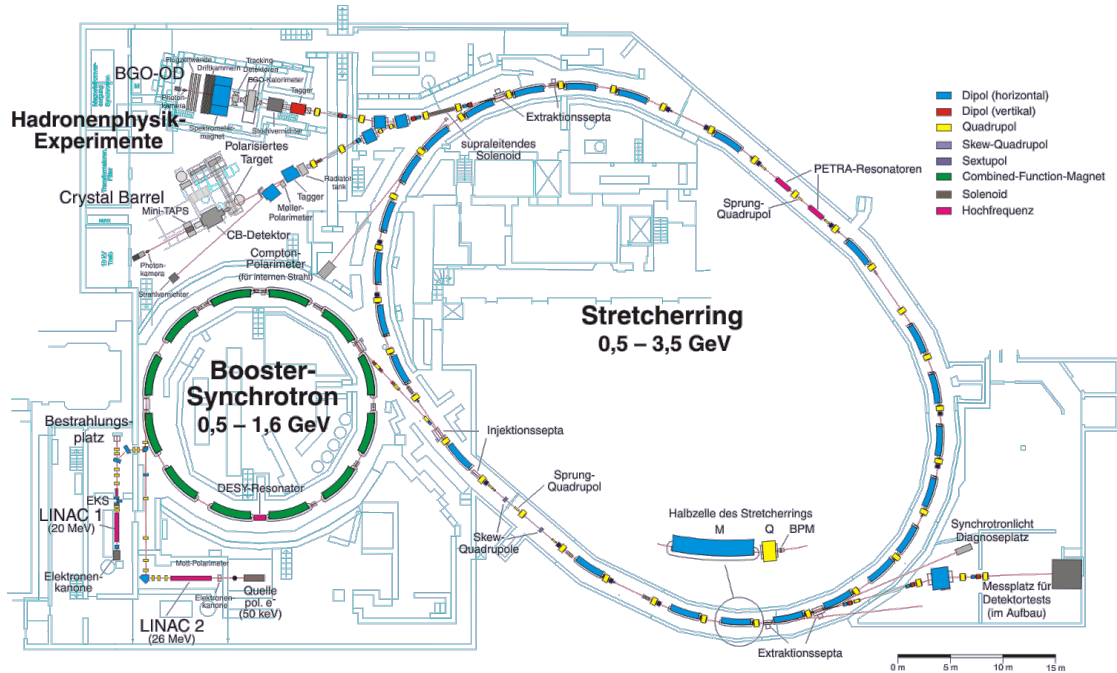 BGO-OD
Driftkammern
Tracking
Detektoren
BGO-Kalorimeter
Tagger
Photon-
kamera
Spektrometer-
magnet
Strahlvernichter
Hadronenphysik-
Experimente
Polarisiertes
Target
Crystal Barrel
Mini-TAPS
CB-Detektor
Tagger
Møller-
Polarimeter
Radiator-
tank
Photon-
kamera
Strahlvernichter
Compton-
Polarimeter
(für internen Strahl)
supraleitendes
Solenoid
Extraktionssepta
PETRA-Resonatoren
Sprung-
Quadrupol
Dipol (horizontal)
Dipol (vertikal)
Quadrupol
Skew-Quadrupol
Sextupol
Combined-Function-Magnet
Solenoid
Hochfrequenz
Stretcherring
0,5 – 3,5 GeV
Booster-
Synchrotron
0,5 – 1,6 GeV
DESY-Resonator
Bestrahlungs-
platz
EKS
LINAC 1
(20 MeV)
Elektronen-
kanone
Mott-Polarimeter
Elektronen-
kanone
Quelle
pol. e⁻
(50 keV)
LINAC 2
(26 MeV)
Injektionssepta
Sprung-
Quadrupol
Skew-
Quadrupole
Halbzelle des Stretcherrings
M
Q
BPM
Synchrotronlicht
Diagnoseplatz
Messplatz für
Detektortests
(im Aufbau)
Extraktionssepta
0 m
5 m
10 m
15 m